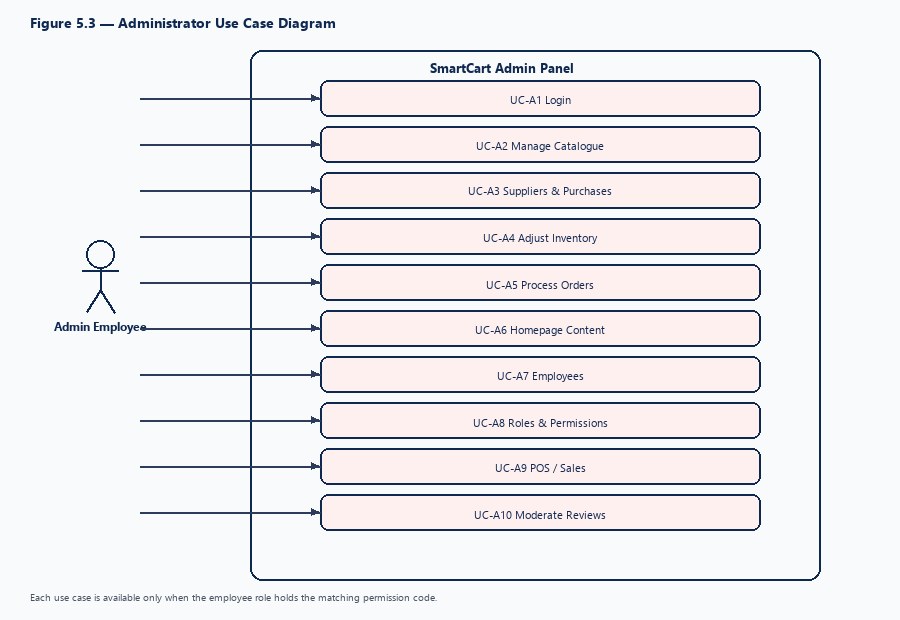 Figure 5.3 — Administrator Use Case Diagram
SmartCart Admin Panel
UC-A1 Login
UC-A2 Manage Catalogue
UC-A3 Suppliers & Purchases
UC-A4 Adjust Inventory
UC-A5 Process Orders
Admin Employee
UC-A6 Homepage Content
UC-A7 Employees
UC-A8 Roles & Permissions
UC-A9 POS / Sales
UC-A10 Moderate Reviews
Each use case is available only when the employee role holds the matching permission code.